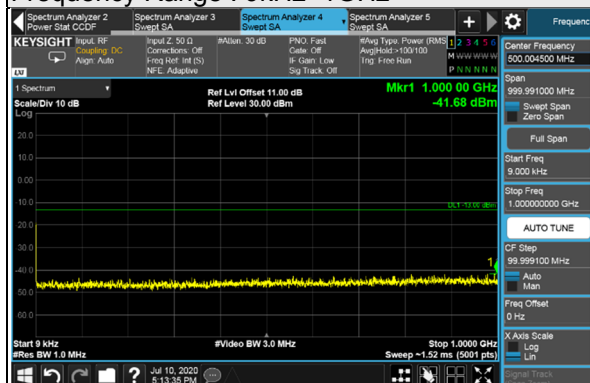 Spectrum Analyzer 2
Power Stat CCDF
Spectrum Analyzer 3
Swept SA
Spectrum Analyzer 4
Swept SA
Spectrum Analyzer 5
Swept SA
Frequenc
KEYSIGHT
Input: RF
Coupling: DC
Align: Auto
Input Z: 50 Ω
Corrections: Off
Freq Ref: Int (S)
NFE: Adaptive
#Atten: 30 dB
PNO: Fast
Gate: Off
IF Gain: Low
Sig Track: Off
#Avg Type: Power (RMS
Avg|Hold:>100/100
Trig: Free Run
1 2 3 4 5 6
M W W W W W
P N N N N N
LXI
1 Spectrum
Scale/Div 10 dB
Log
Ref Lvl Offset 11.00 dB
Ref Level 30.00 dBm
Mkr1 1.000 00 GHz
-41.68 dBm
20.0
10.0
0.00
-10.0
DL1 -13.00 dBm
20.0
30.0
1
-40.0
50.0
60.0
Start 9 kHz
#Res BW 1.0 MHz
#Video BW 3.0 MHz
Stop 1.0000 GHz
Sweep ~1.52 ms (5001 pts)
Jul 10, 2020
5:13:35 PM
Center Frequency
500.004500 MHz
Span
999.991000 MHz
Swept Span
Zero Span
Full Span
Start Freq
9.000 kHz
Stop Freq
1.000000000 GHz
AUTO TUNE
CF Step
99.999100 MHz
Auto
Man
Freq Offset
0 Hz
X Axis Scale
Log
Lin
Signal Track